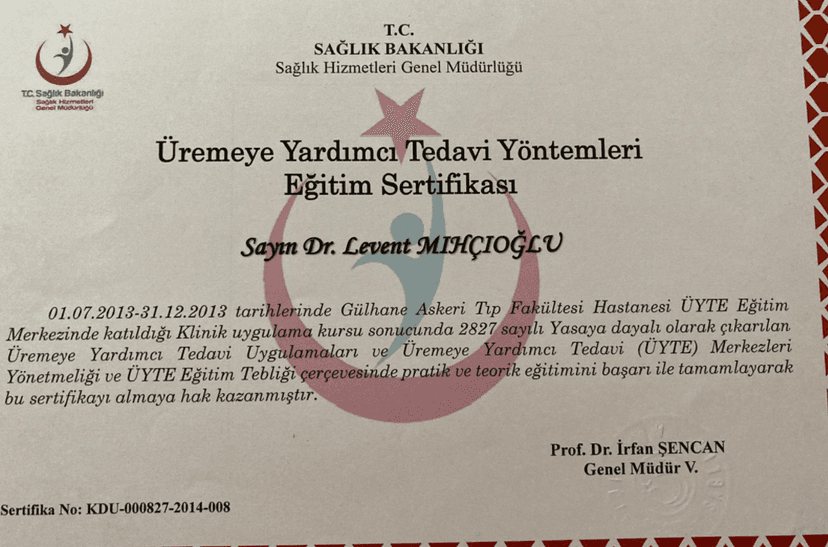 T.C.
SAĞLIK BAKANLIĞI
Sağlık Hizmetleri Genel Müdürlüğü
T.C. Sağlık Bakanlığı
Sağlık Hizmetleri
Genel Müdürlüğü
Üremeye Yardımcı Tedavi Yöntemleri
Eğitim Sertifikası
Sayın Dr. Levent MIHÇIOĞLU
01.07.2013-31.12.2013 tarihlerinde Gülhane Askeri Tıp Fakültesi Hastanesi ÜYTE Eğitim
Merkezinde katıldığı Klinik uygulama kursu sonucunda 2827 sayılı Yasaya dayalı olarak çıkarılan
Üremeye Yardımcı Tedavi Uygulamaları ve Üremeye Yardımcı Tedavi (ÜYTE) Merkezleri
Yönetmeliği ve ÜYTE Eğitim Tebliği çerçevesinde pratik ve teorik eğitimini başarı ile tamamlayarak
bu sertifikayı almaya hak kazanmıştır.
Prof. Dr. İrfan ŞENCAN
Genel Müdür V.
Sertifika No: KDU-000827-2014-008